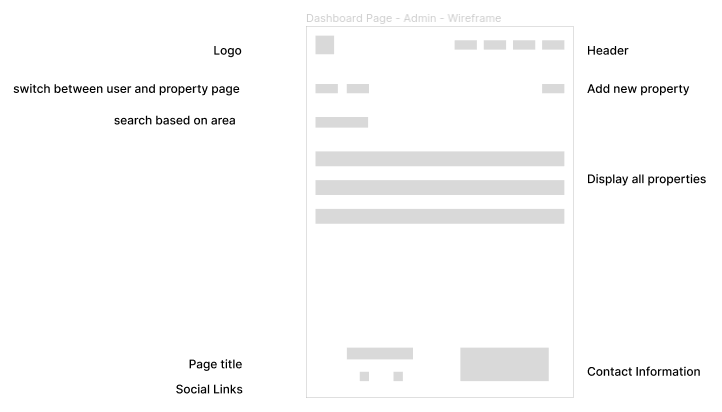 Dashboard Page - Admin - Wireframe
Logo
Header
switch between user and property page
Add new property
search based on area
Display all properties
Page title
Contact Information
Social Links